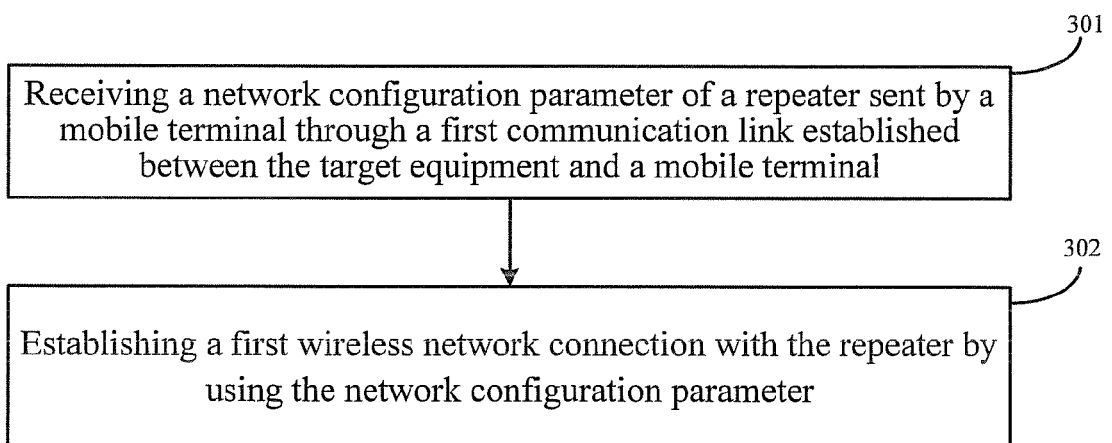 301
Receiving a network configuration parameter of a repeater sent by a
mobile terminal through a first communication link established
between the target equipment and a mobile terminal
302
Establishing a first wireless network connection with the repeater by
using the network configuration parameter